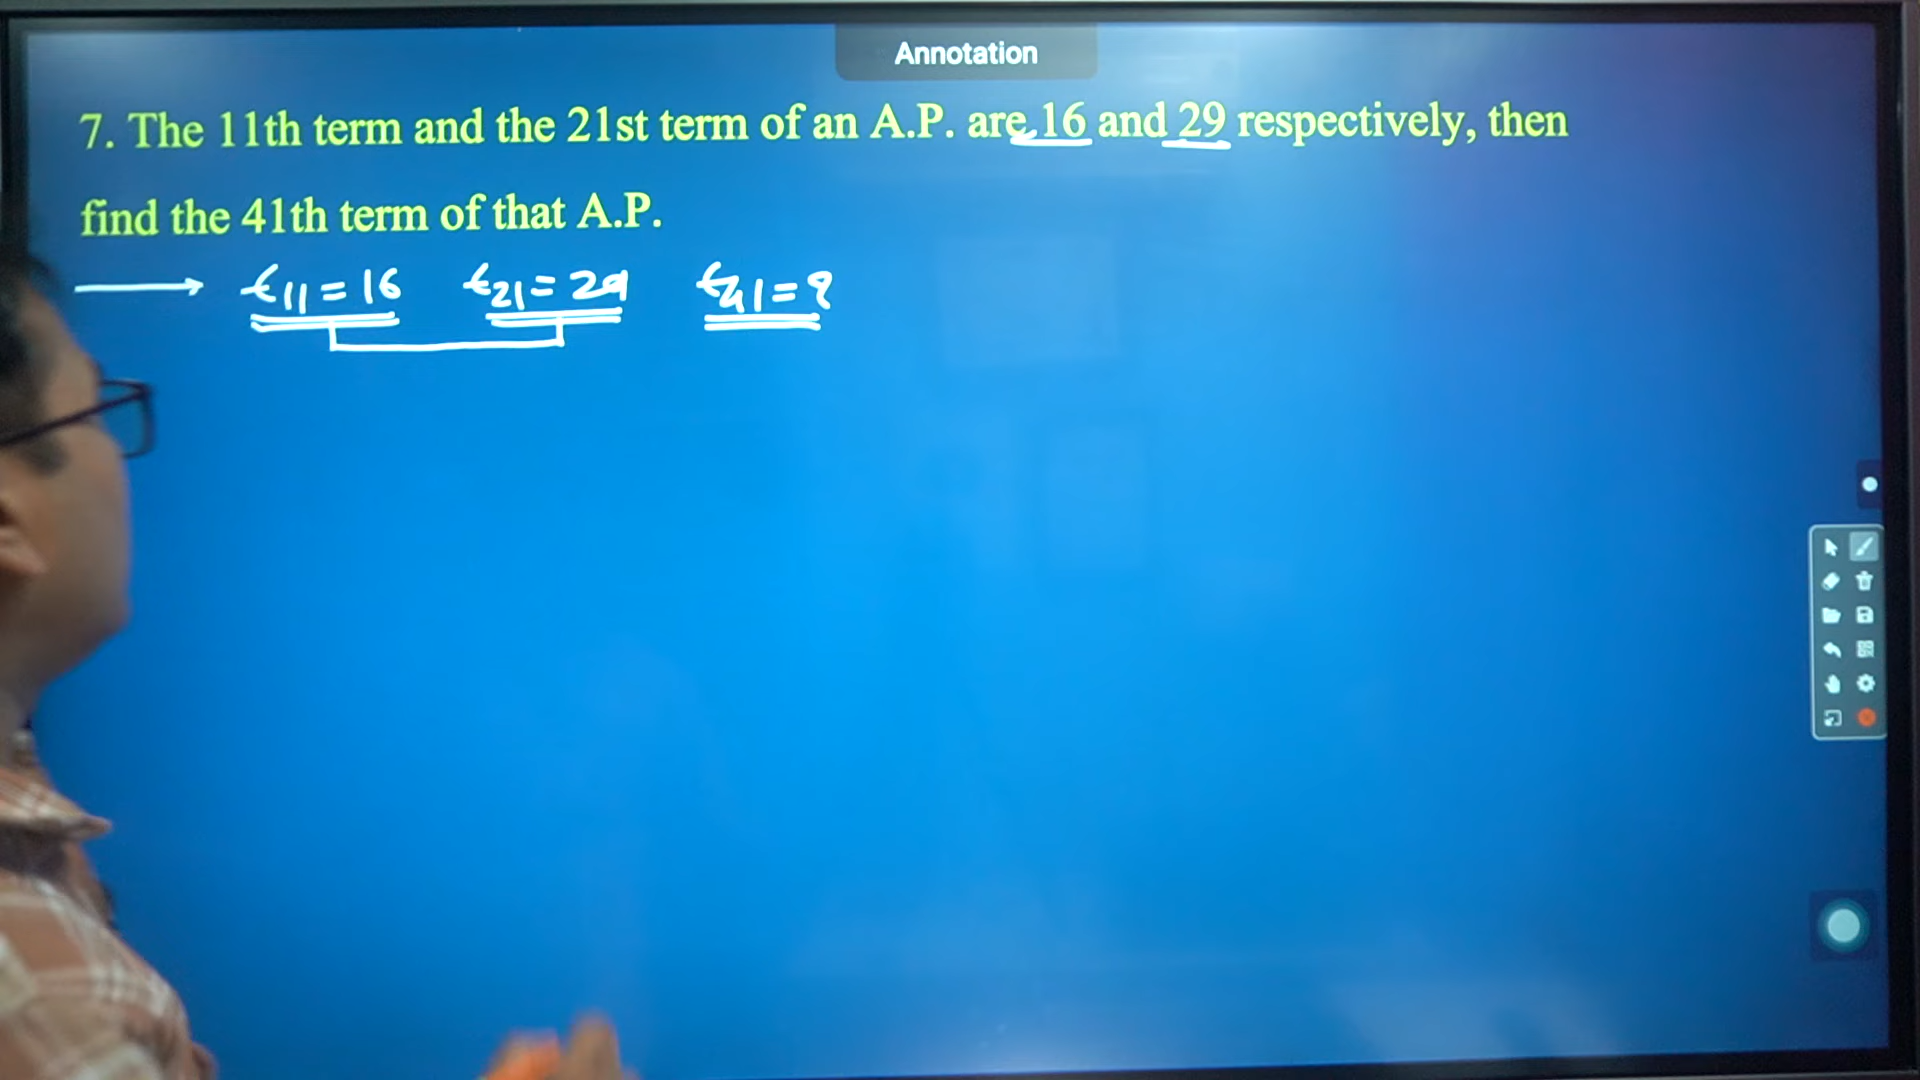 Annotation
7. The 11th term and the 21st term of an A.P. are 16 and 29 respectively, then
find the 41th term of that A.P.
→ t11 = 16 t21 = 29 t41 = ?